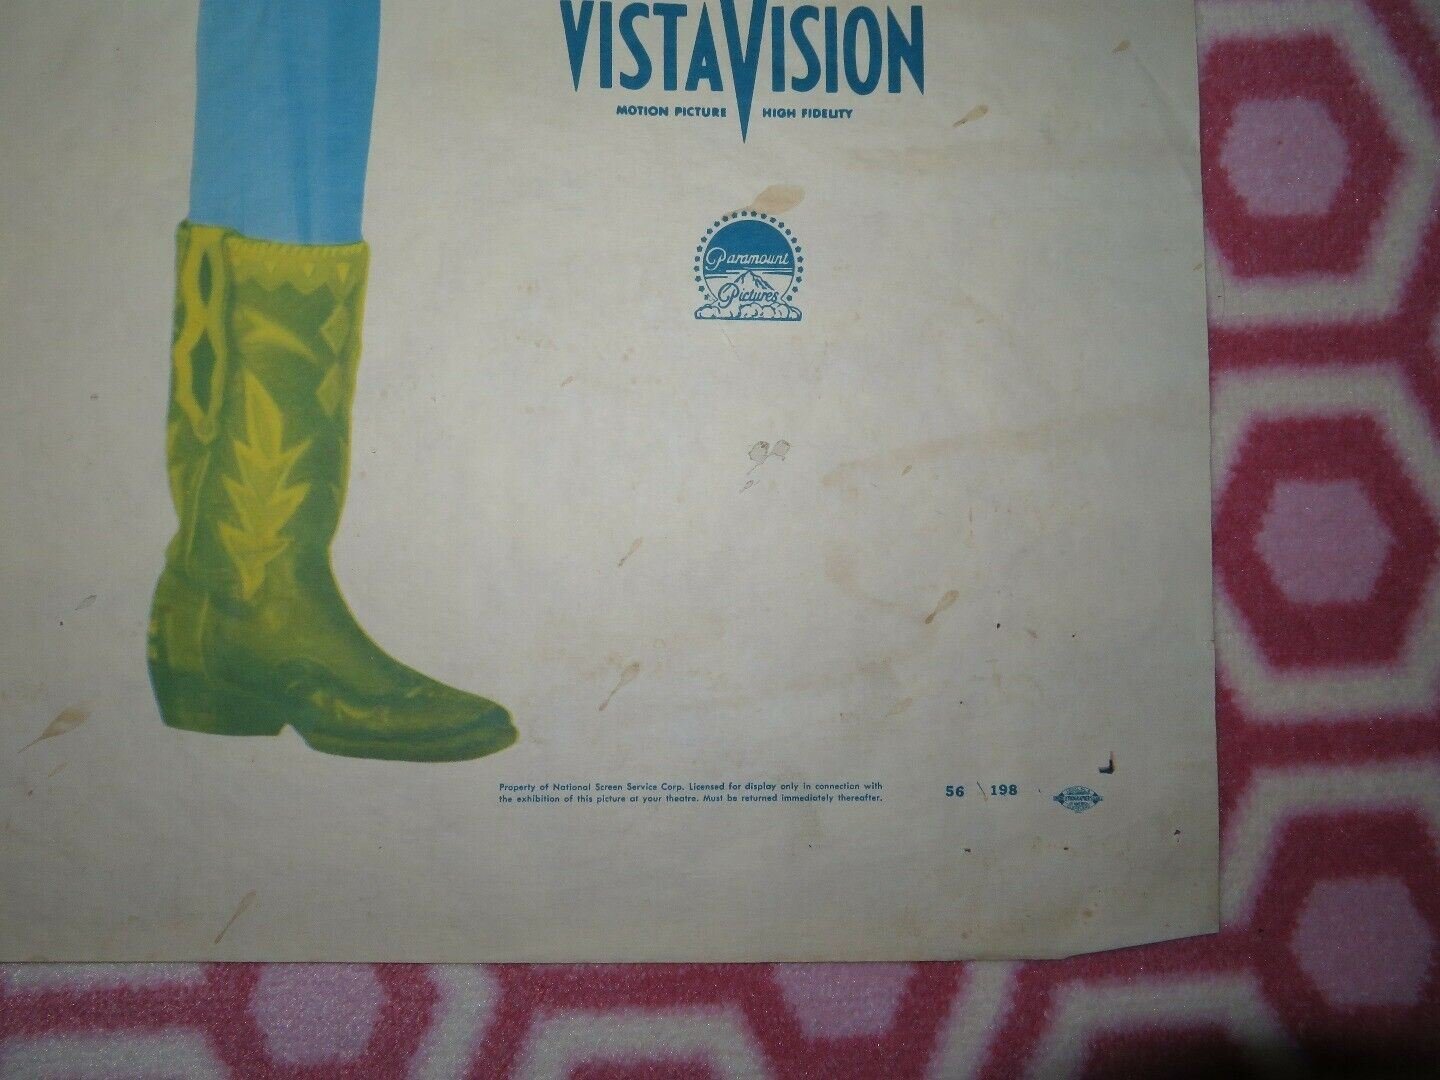 VISTAVISION
MOTION PICTURE HIGH FIDELITY
Paramount
Pictures
Property of National Screen Service Corp. Licensed for display only in connection with
the exhibition of this picture at your theatre. Must be returned immediately thereafter.
56 198